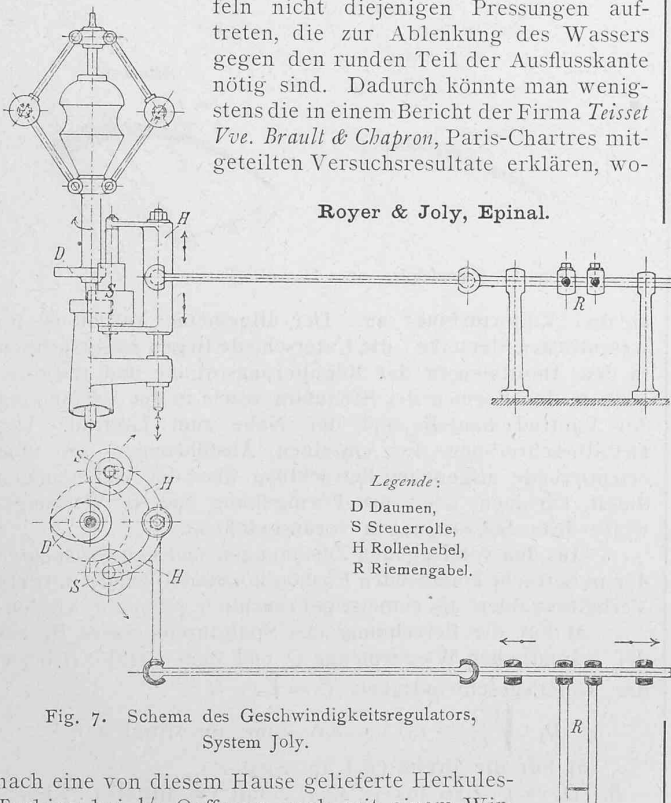 feln nicht diejenigen Pressungen auf-
treten, die zur Ablenkung des Wassers
gegen den runden Teil der Ausflusskante
nötig sind. Dadurch könnte man wenig-
stens die in einem Bericht der Firma Teisset
Vve. Brault & Chapron, Paris-Chartres mit-
geteilten Versuchsresultate erklären, wo-
Royer & Joly, Epinal.
H
D
S
R
S
H
D
S
H
Legende:
D Daumen,
S Steuerrolle,
H Rollenhebel,
R Riemengabel.
R
Fig. 7. Schema des Geschwindigkeitsregulators,
System Joly.
nach eine von diesem Hause gelieferte Herkules-